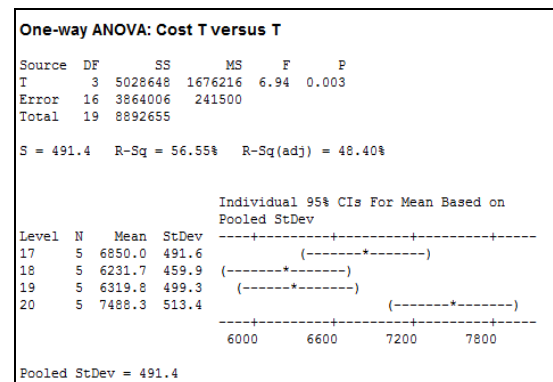 One-way ANOVA: Cost T versus T
Source  DF       SS       MS     F      P
T        3  5028648  1676216  6.94  0.003
Error   16  3864006   241500
Total   19  8892655
S = 491.4   R-Sq = 56.55%   R-Sq(adj) = 48.40%
Individual 95% CIs For Mean Based on
Pooled StDev
Level  N    Mean  StDev  ----+---------+---------+---------+-----
17     5  6850.0  491.6            (-------*-------)
18     5  6231.7  459.9  (-------*-------)
19     5  6319.8  499.3    (------*-------)
20     5  7488.3  513.4                       (-------*-------)
----+---------+---------+---------+-----
6000      6600      7200      7800
Pooled StDev = 491.4